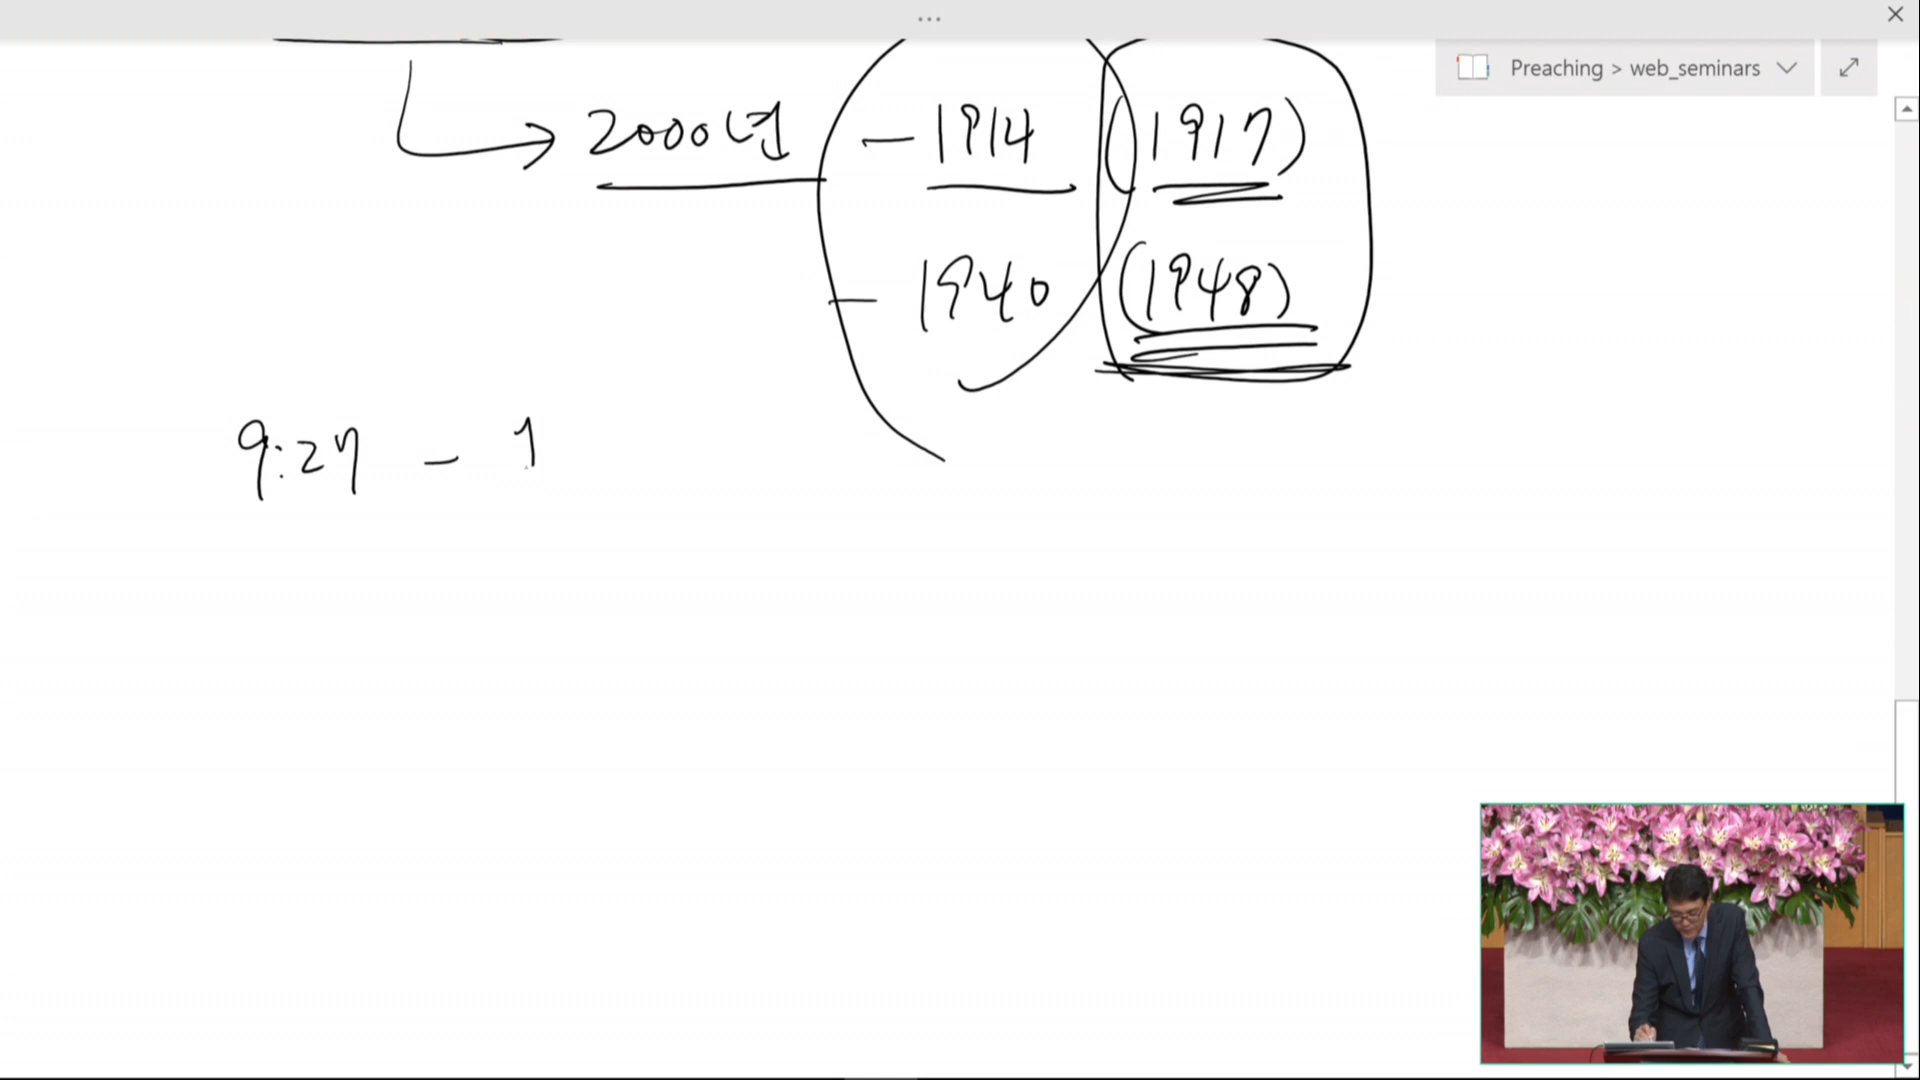 Preaching > web_seminars
→ 2000년 - 1914 (1917)
- 1940 (1948)
9:27 - 1